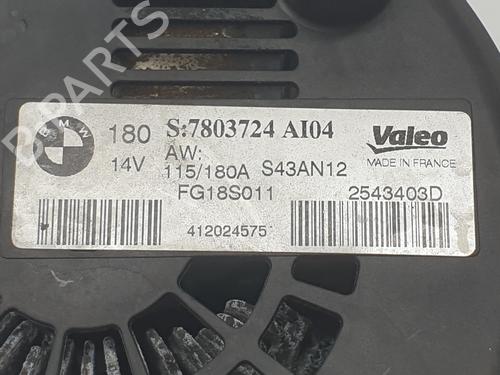 BMW
180 S:7803724 AI04 Valeo
14V AW: MADE IN FRANCE
115/180A S43AN12
FG18S011 2543403D
412024575
B-PARTS